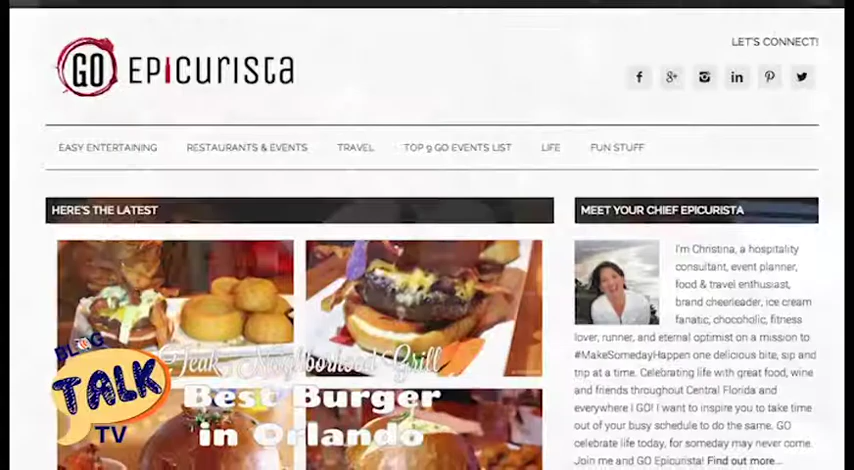 GO EPICURISTA
LET'S CONNECT!
EASY ENTERTAINING RESTAURANTS & EVENTS TRAVEL TOP 9 GO EVENTS LIST LIFE FUN STUFF
HERE'S THE LATEST
Teak Neighborhood Grill
Best Burger
in Orlando
BLOG
TALK
TV
MEET YOUR CHIEF EPICURISTA
I'm Christina, a hospitality
consultant, event planner,
food & travel enthusiast,
brand cheerleader, ice cream
fanatic, chocoholic, fitness
lover, runner, and eternal optimist on a mission to
#MakeSomedayHappen one delicious bite, sip and
trip at a time. Celebrating life with great food, wine
and friends throughout Central Florida and
everywhere I GO! I want to inspire you to take time
out of your busy schedule to do the same. GO
celebrate life today, for someday may never come.
Join me and GO Epicurista! Find out more...